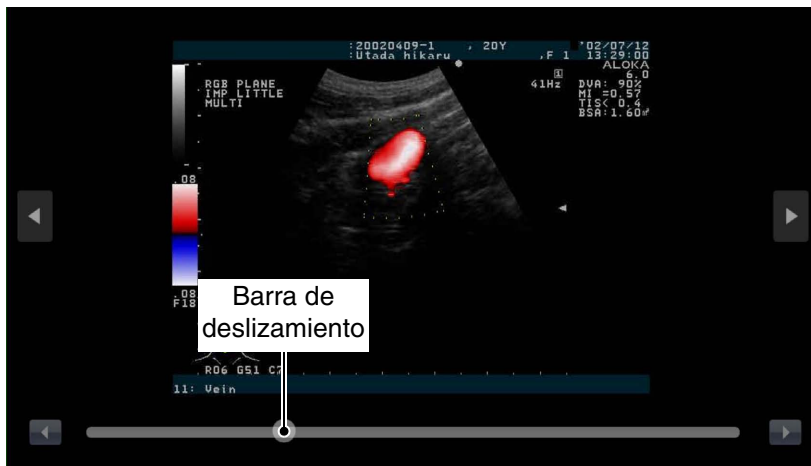 :20020409-1 , 20Y '02/07/12
:Utada hikaru ,F 1 13:29:00
ALOKA
1 6.0
RGB PLANE 41Hz DVA: 90%
IMP LITTLE MI =0.57
MULTI TIS< 0.4
BSA:1.60㎡
.08
.08
F18
Barra de
deslizamiento
R06 G51 C7
11: Vein